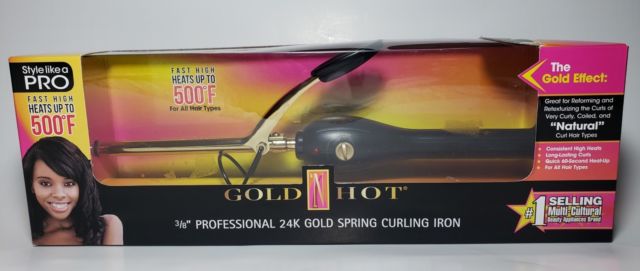 Style like a
PRO
FAST HIGH
HEATS UP TO
500°F
FAST HIGH
HEATS UP TO
500°F
For All Hair Types
GOLD N HOT®
3/8" PROFESSIONAL 24K GOLD SPRING CURLING IRON
The
Gold Effect:
Great for Reforming and
Retexturizing the Curls of
Very Curly, Coiled, and
"Natural"
Curl Hair Types
• Consistent High Heats
• Long-Lasting Curls
• Quick 60-Second Heat-Up
• For All Hair Types
#1 SELLING
Multi-Cultural
Beauty Appliances Brand